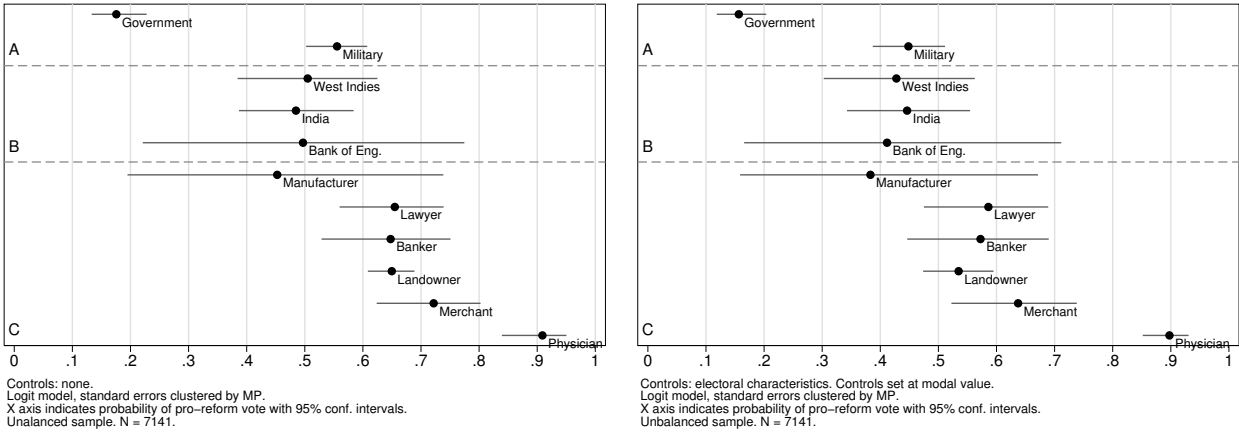 Government
A
Military
West Indies
India
B
Bank of Eng.
Manufacturer
Lawyer
Banker
Landowner
Merchant
C
Physician
0 .1 .2 .3 .4 .5 .6 .7 .8 .9 1
Controls: none.
Logit model, standard errors clustered by MP.
X axis indicates probability of pro−reform vote with 95% conf. intervals.
Unalanced sample. N = 7141.
Government
A
Military
West Indies
India
B
Bank of Eng.
Manufacturer
Lawyer
Banker
Landowner
Merchant
C
Physician
0 .1 .2 .3 .4 .5 .6 .7 .8 .9 1
Controls: electoral characteristics. Controls set at modal value.
Logit model, standard errors clustered by MP.
X axis indicates probability of pro−reform vote with 95% conf. intervals.
Unbalanced sample. N = 7141.